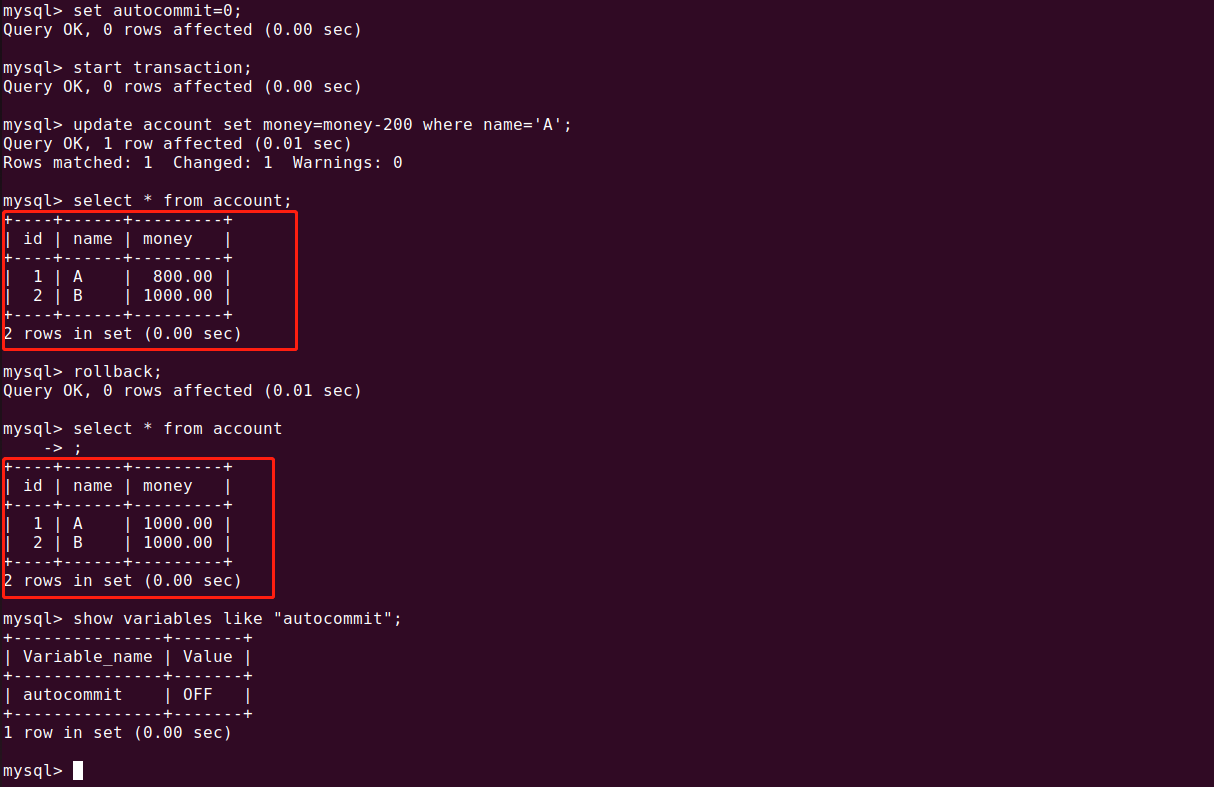 mysql> set autocommit=0;
Query OK, 0 rows affected (0.00 sec)
mysql> start transaction;
Query OK, 0 rows affected (0.00 sec)
mysql> update account set money=money-200 where name='A';
Query OK, 1 row affected (0.01 sec)
Rows matched: 1  Changed: 1  Warnings: 0
mysql> select * from account;
+----+------+---------+
| id | name | money   |
+----+------+---------+
|  1 | A    |  800.00 |
|  2 | B    | 1000.00 |
+----+------+---------+
2 rows in set (0.00 sec)
mysql> rollback;
Query OK, 0 rows affected (0.01 sec)
mysql> select * from account
    -> ;
+----+------+---------+
| id | name | money   |
+----+------+---------+
|  1 | A    | 1000.00 |
|  2 | B    | 1000.00 |
+----+------+---------+
2 rows in set (0.00 sec)
mysql> show variables like "autocommit";
+---------------+-------+
| Variable_name | Value |
+---------------+-------+
| autocommit    | OFF   |
+---------------+-------+
1 row in set (0.00 sec)
mysql>